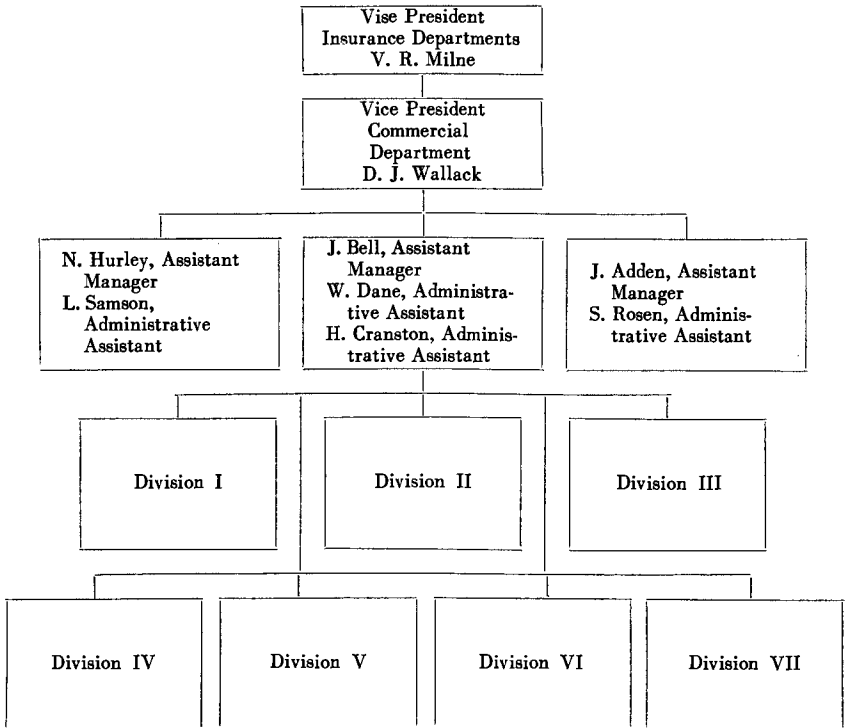 Vise President
Insurance Departments
V. R. Milne
Vice President
Commercial
Department
D. J. Wallack
N. Hurley, Assistant
Manager
L. Samson,
Administrative
Assistant
J. Bell, Assistant
Manager
W. Dane, Administra-
tive Assistant
H. Cranston, Adminis-
trative Assistant
J. Adden, Assistant
Manager
S. Rosen, Adminis-
trative Assistant
Division I
Division II
Division III
Division IV
Division V
Division VI
Division VII